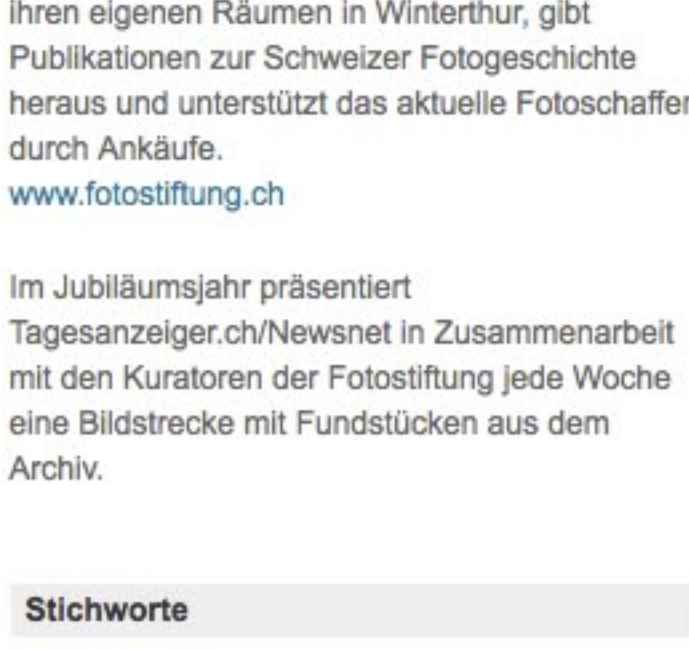 ihren eigenen Räumen in Winterthur, gibt
Publikationen zur Schweizer Fotogeschichte
heraus und unterstützt das aktuelle Fotoschaffen
durch Ankäufe.
www.fotostiftung.ch
Im Jubiläumsjahr präsentiert
Tagesanzeiger.ch/Newsnet in Zusammenarbeit
mit den Kuratoren der Fotostiftung jede Woche
eine Bildstrecke mit Fundstücken aus dem
Archiv.
Stichworte